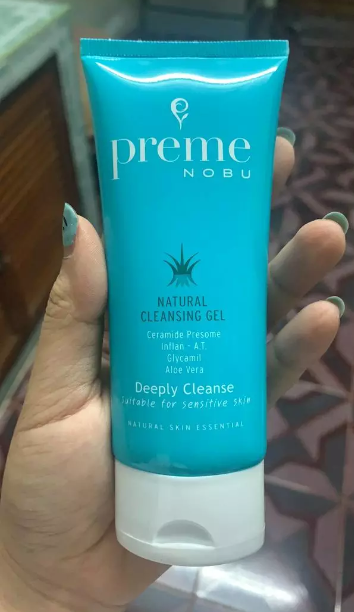 preme
NOBU
NATURAL
CLEANSING GEL
Ceramide Presome
Inflan - A.T.
Glycamil
Aloe Vera
Deeply Cleanse
Suitable for sensitive skin
NATURAL SKIN ESSENTIAL